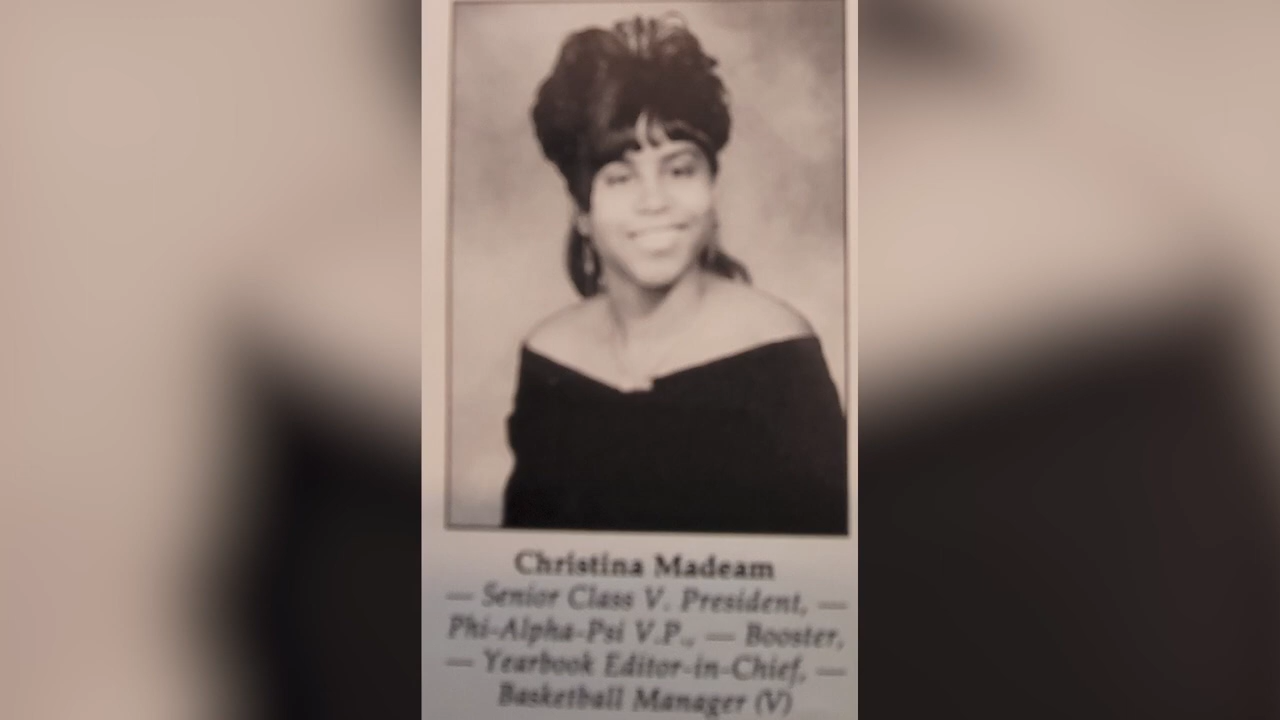 Christina Madeam
— Senior Class V. President, —
Phi-Alpha-Psi V.P., — Booster,
— Yearbook Editor-in-Chief, —
Basketball Manager (V)